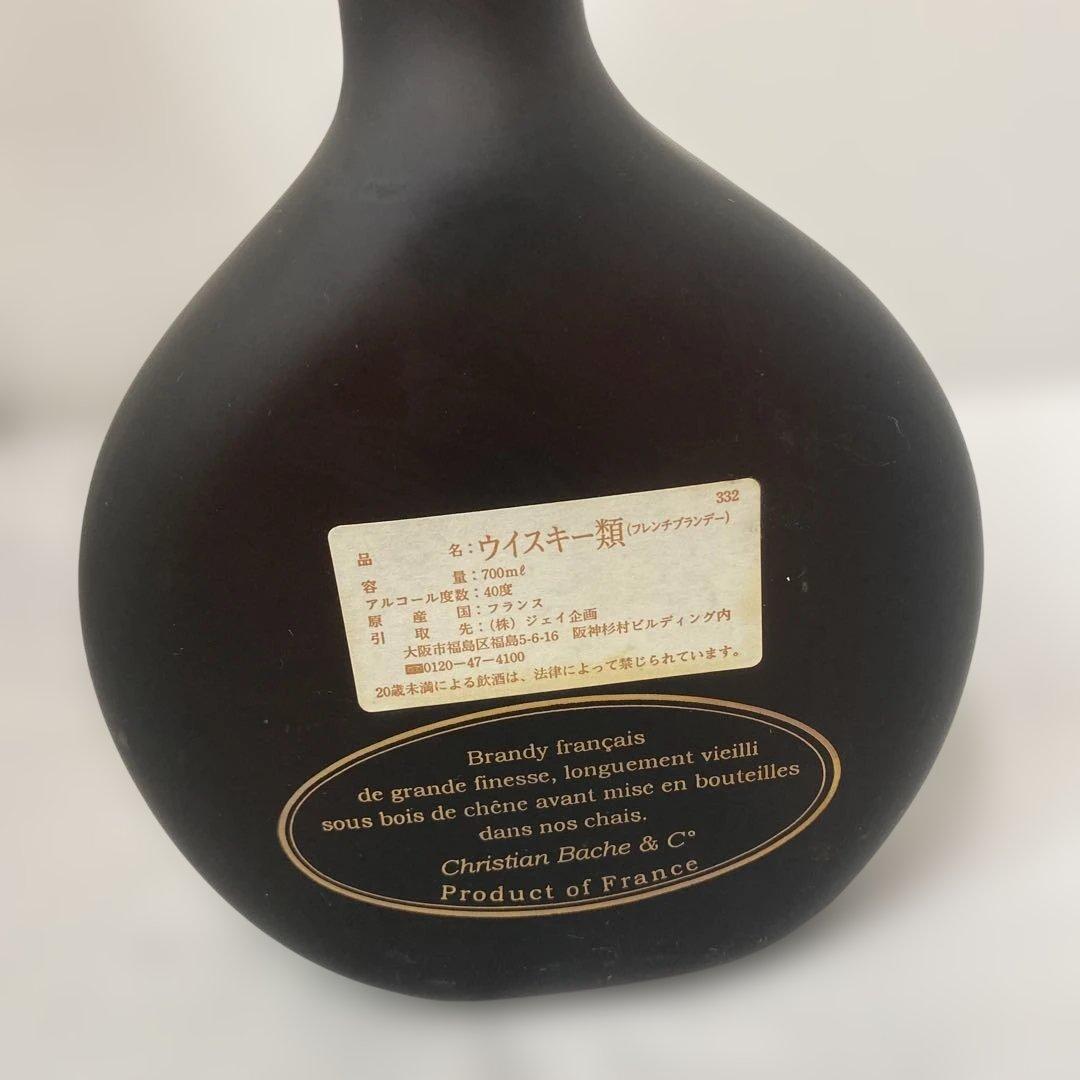 332
品名：ウイスキー類(フレンチブランデー)
容量：700mℓ
アルコール度数：40度
原産国：フランス
引取先：（株）ジェイ企画
大阪市福島区福島5-6-16 阪神杉村ビルディング内
0120-47-4100
20歳未満による飲酒は、法律によって禁じられています。
Brandy français
de grande finesse, longuement vieilli
sous bois de chêne avant mise en bouteilles
dans nos chais.
Christian Bache & C°
Product of France